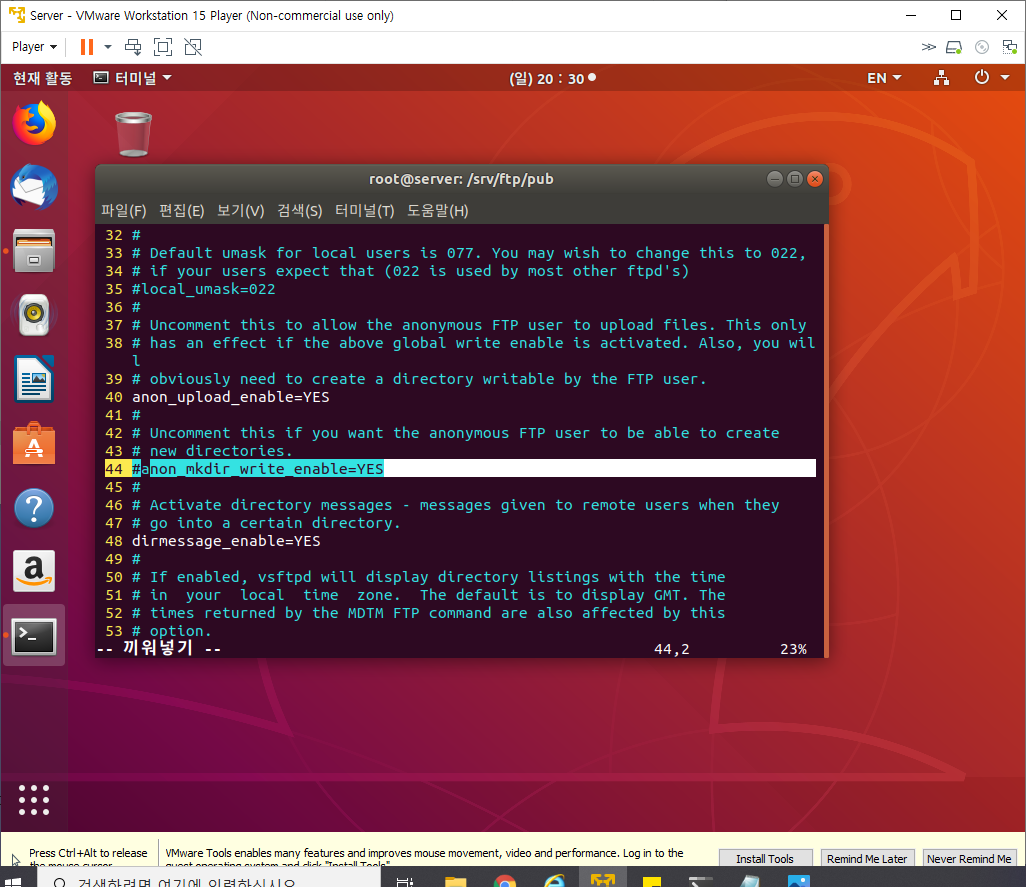 Server - VMware Workstation 15 Player (Non-commercial use only)
Player
현재 활동
터미널
(일) 20 : 30
EN
root@server: /srv/ftp/pub
파일(F) 편집(E) 보기(V) 검색(S) 터미널(T) 도움말(H)
32 #
33 # Default umask for local users is 077. You may wish to change this to 022,
34 # if your users expect that (022 is used by most other ftpd's)
35 #local_umask=022
36 #
37 # Uncomment this to allow the anonymous FTP user to upload files. This only
38 # has an effect if the above global write enable is activated. Also, you wil
l
39 # obviously need to create a directory writable by the FTP user.
40 anon_upload_enable=YES
41 #
42 # Uncomment this if you want the anonymous FTP user to be able to create
43 # new directories.
44 #anon_mkdir_write_enable=YES
45 #
46 # Activate directory messages - messages given to remote users when they
47 # go into a certain directory.
48 dirmessage_enable=YES
49 #
50 # If enabled, vsftpd will display directory listings with the time
51 # in  your  local  time  zone.  The default is to display GMT. The
52 # times returned by the MDTM FTP command are also affected by this
53 # option.
-- 끼워넣기 -- 44,2 23%
Press Ctrl+Alt to release
the mouse cursor.
VMware Tools enables many features and improves mouse movement, video and performance. Log in to the
guest operating system and click "Install Tools".
Install Tools
Remind Me Later
Never Remind Me
검색하려면 여기에 입력하십시오.